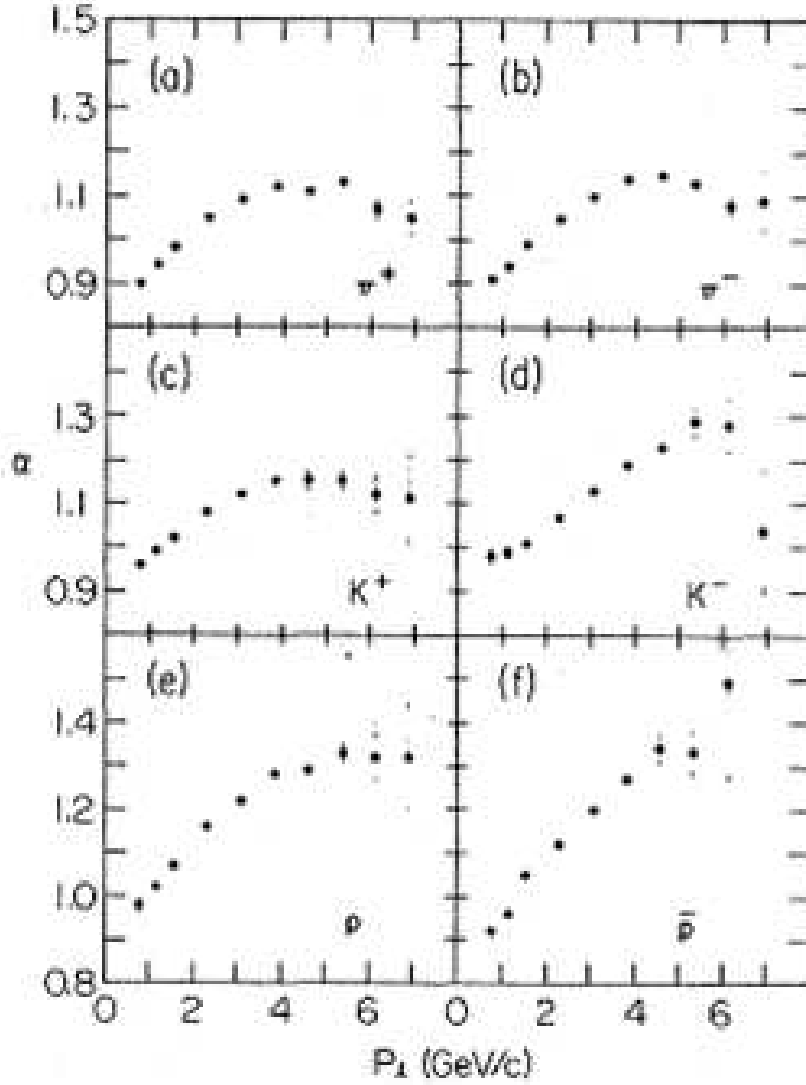 1.5
(a)
(b)
1.3
1.1
0.9
π+
π−
(c)
(d)
1.3
α
1.1
0.9
K+
K−
(e)
(f)
1.4
1.2
1.0
p
p̄
0.8
0 2 4 6 0 2 4 6
P⊥ (GeV/c)